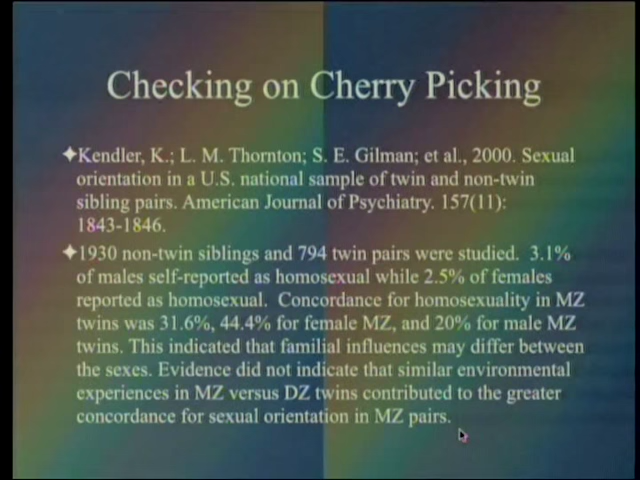 Checking on Cherry Picking
✦Kendler, K.; L. M. Thornton; S. E. Gilman; et al., 2000. Sexual
orientation in a U.S. national sample of twin and non-twin
sibling pairs. American Journal of Psychiatry. 157(11):
1843-1846.
✦1930 non-twin siblings and 794 twin pairs were studied. 3.1%
of males self-reported as homosexual while 2.5% of females
reported as homosexual. Concordance for homosexuality in MZ
twins was 31.6%, 44.4% for female MZ, and 20% for male MZ
twins. This indicated that familial influences may differ between
the sexes. Evidence did not indicate that similar environmental
experiences in MZ versus DZ twins contributed to the greater
concordance for sexual orientation in MZ pairs.